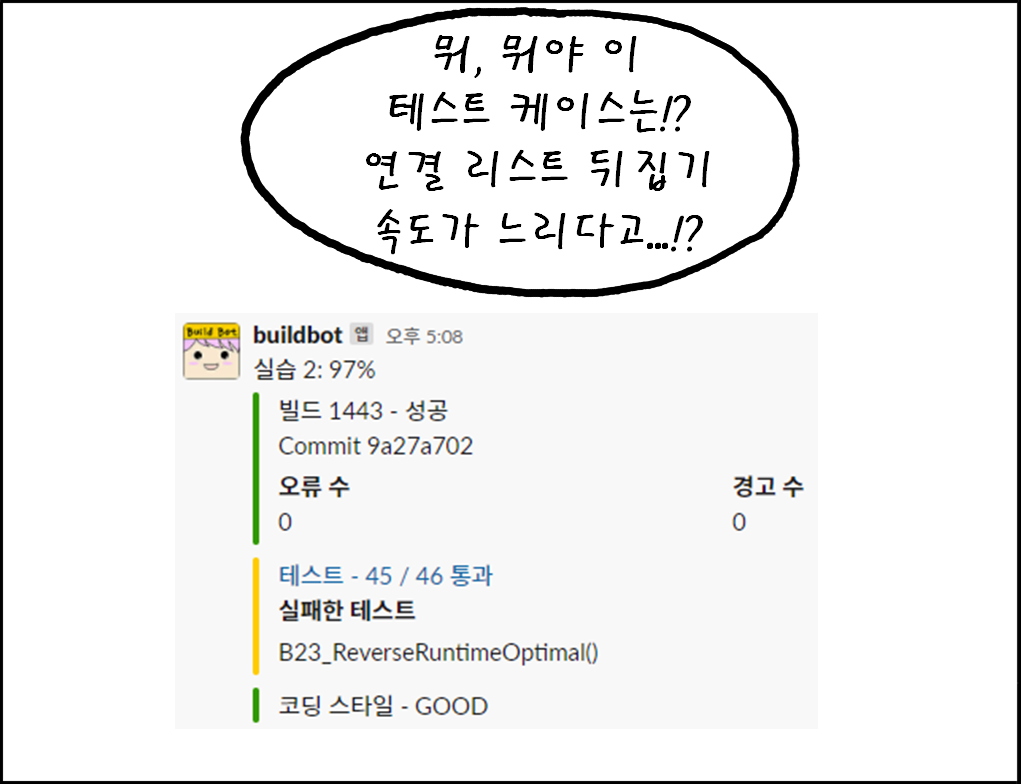 뭐, 뭐야 이
테스트 케이스는!?
연결 리스트 뒤집기
속도가 느리다고...!?
Build Bot
buildbot 앱 오후 5:08
실습 2: 97%
빌드 1443 - 성공
Commit 9a27a702
오류 수 경고 수
0 0
테스트 - 45 / 46 통과
실패한 테스트
B23_ReverseRuntimeOptimal()
코딩 스타일 - GOOD